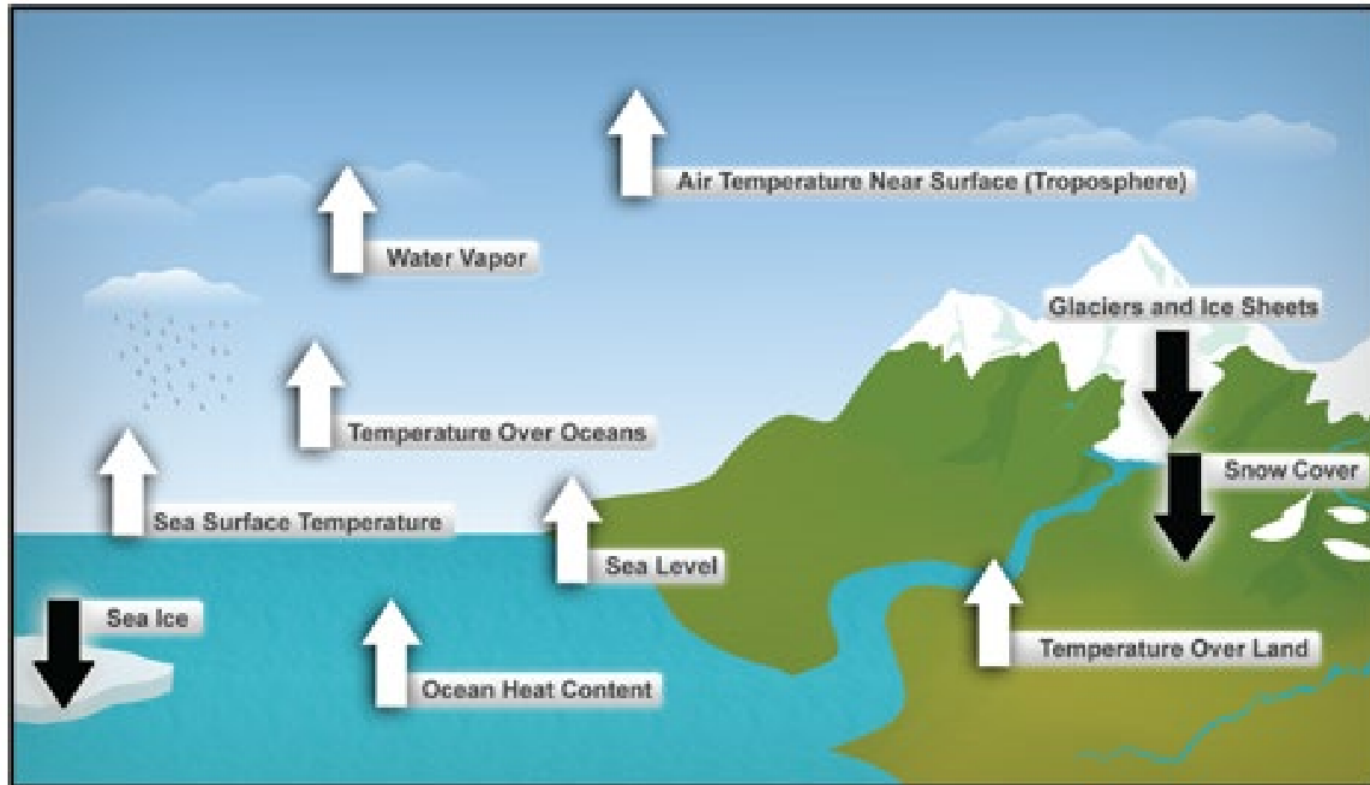 Air Temperature Near Surface (Troposphere)
Water Vapor
Glaciers and Ice Sheets
Temperature Over Oceans
Snow Cover
Sea Surface Temperature
Sea Level
Sea Ice
Temperature Over Land
Ocean Heat Content